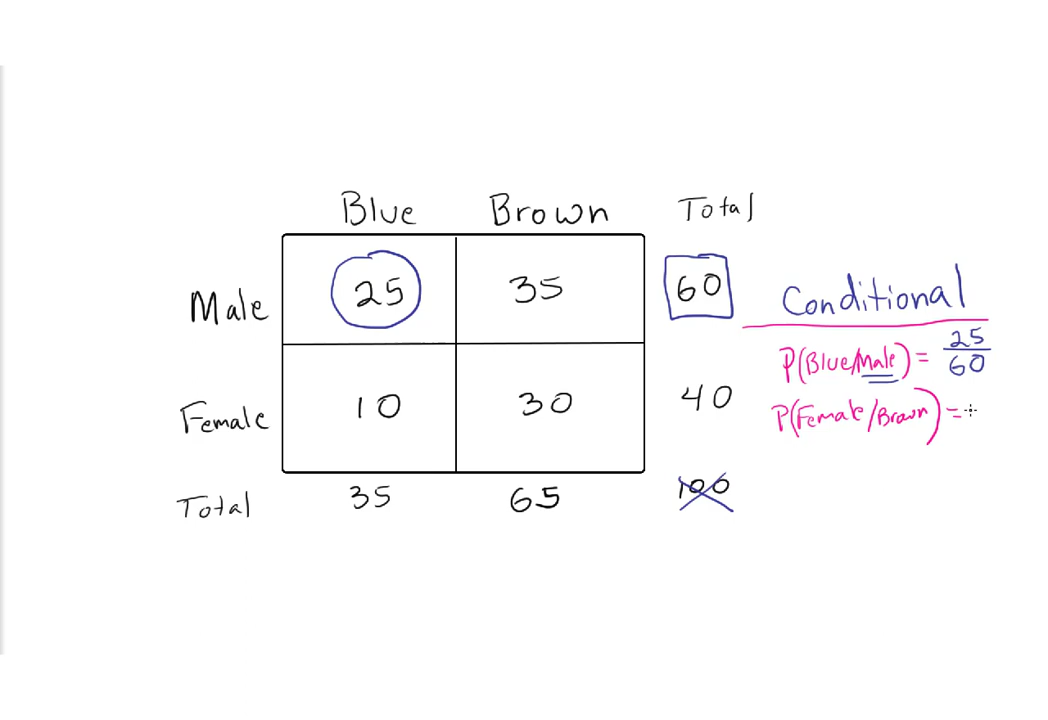 Blue Brown Total
Male 25 35 60
Female 10 30 40
Total 35 65 100
Conditional
P(Blue/Male) = 25/60
P(Female/Brown) =